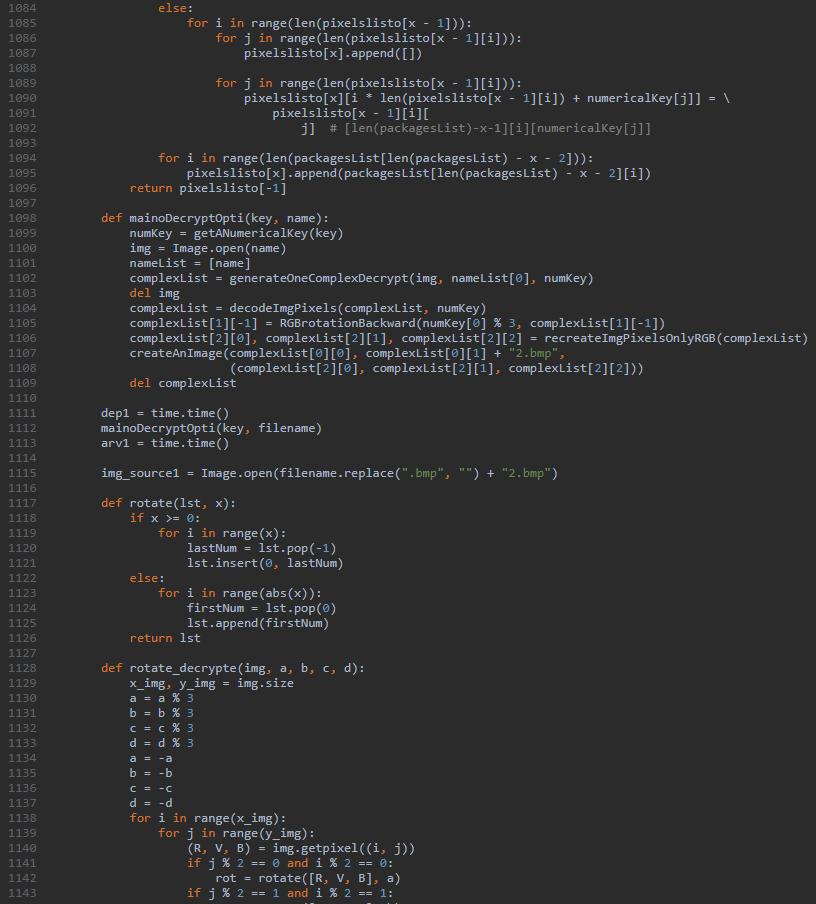 1084                 else:
1085                     for i in range(len(pixelslisto[x - 1])):
1086                         for j in range(len(pixelslisto[x - 1][i])):
1087                             pixelslisto[x].append([])
1088
1089                         for j in range(len(pixelslisto[x - 1][i])):
1090                             pixelslisto[x][i * len(pixelslisto[x - 1][i]) + numericalKey[j]] = \
1091                                 pixelslisto[x - 1][i][
1092                                     j]  # [len(packagesList)-x-1][i][numericalKey[j]]
1093
1094                 for i in range(len(packagesList[len(packagesList) - x - 2])):
1095                     pixelslisto[x].append(packagesList[len(packagesList) - x - 2][i])
1096             return pixelslisto[-1]
1097
1098         def mainoDecryptOpti(key, name):
1099             numKey = getANumericalKey(key)
1100             img = Image.open(name)
1101             nameList = [name]
1102             complexList = generateOneComplexDecrypt(img, nameList[0], numKey)
1103             del img
1104             complexList = decodeImgPixels(complexList, numKey)
1105             complexList[1][-1] = RGBrotationBackward(numKey[0] % 3, complexList[1][-1])
1106             complexList[2][0], complexList[2][1], complexList[2][2] = recreateImgPixelsOnlyRGB(complexList)
1107             createAnImage(complexList[0][0], complexList[0][1] + "2.bmp",
1108                           (complexList[2][0], complexList[2][1], complexList[2][2]))
1109             del complexList
1110
1111         dep1 = time.time()
1112         mainoDecryptOpti(key, filename)
1113         arv1 = time.time()
1114
1115         img_source1 = Image.open(filename.replace(".bmp", "") + "2.bmp")
1116
1117         def rotate(lst, x):
1118             if x >= 0:
1119                 for i in range(x):
1120                     lastNum = lst.pop(-1)
1121                     lst.insert(0, lastNum)
1122             else:
1123                 for i in range(abs(x)):
1124                     firstNum = lst.pop(0)
1125                     lst.append(firstNum)
1126             return lst
1127
1128         def rotate_decrypte(img, a, b, c, d):
1129             x_img, y_img = img.size
1130             a = a % 3
1131             b = b % 3
1132             c = c % 3
1133             d = d % 3
1134             a = -a
1135             b = -b
1136             c = -c
1137             d = -d
1138             for i in range(x_img):
1139                 for j in range(y_img):
1140                     (R, V, B) = img.getpixel((i, j))
1141                     if j % 2 == 0 and i % 2 == 0:
1142                         rot = rotate([R, V, B], a)
1143                     if j % 2 == 1 and i % 2 == 1: